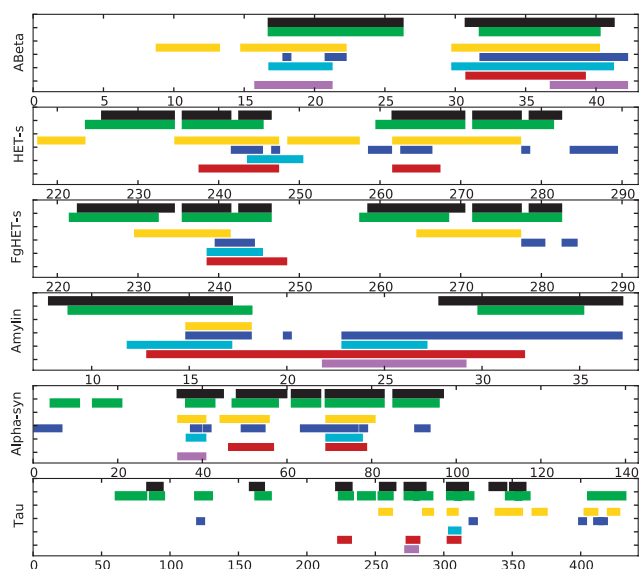 ABeta
0 5 10 15 20 25 30 35 40
HET-s
220 230 240 250 260 270 280 290
FgHET-s
220 230 240 250 260 270 280 290
Amylin
10 15 20 25 30 35
Alpha-syn
0 20 40 60 80 100 120 140
Tau
0 50 100 150 200 250 300 350 400